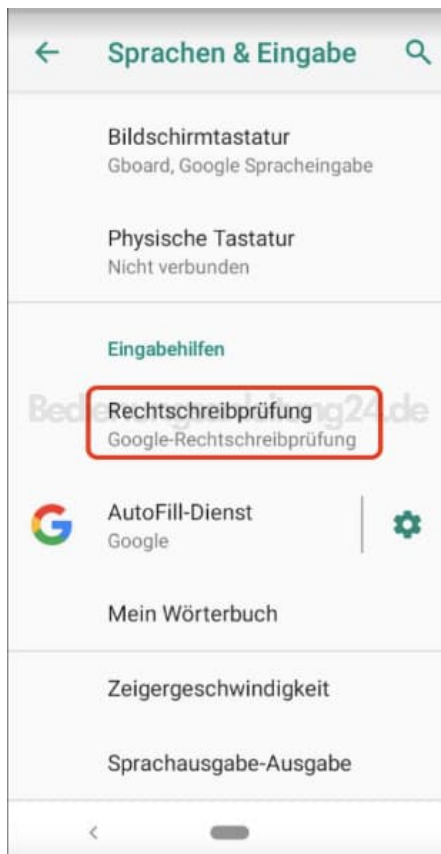 Sprachen & Eingabe
Bildschirmtastatur
Gboard, Google Spracheingabe
Physische Tastatur
Nicht verbunden
Eingabehilfen
Rechtschreibprüfung
Google-Rechtschreibprüfung
AutoFill-Dienst
Google
Mein Wörterbuch
Zeigergeschwindigkeit
Sprachausgabe-Ausgabe